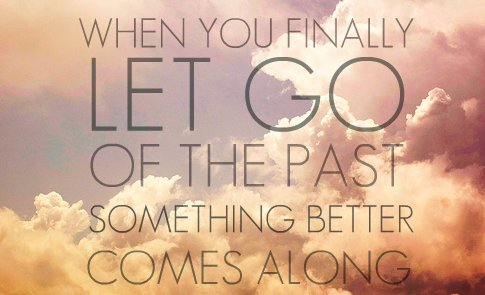 WHEN YOU FINALLY
LET GO
OF THE PAST
SOMETHING BETTER
COMES ALONG